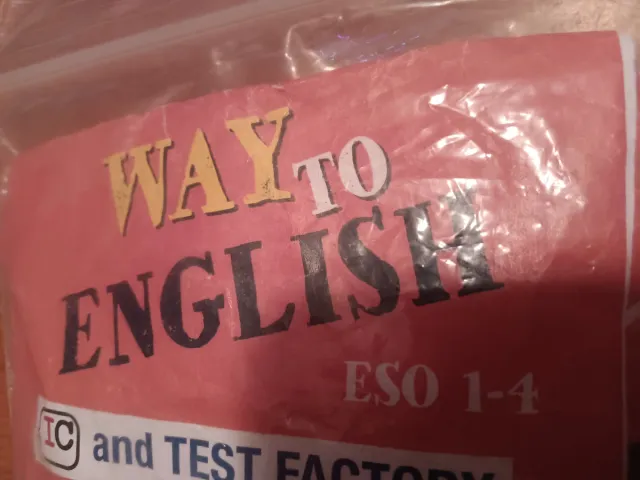 WAY TO
ENGLISH
ESO 1-4
IC and TEST FACTORY